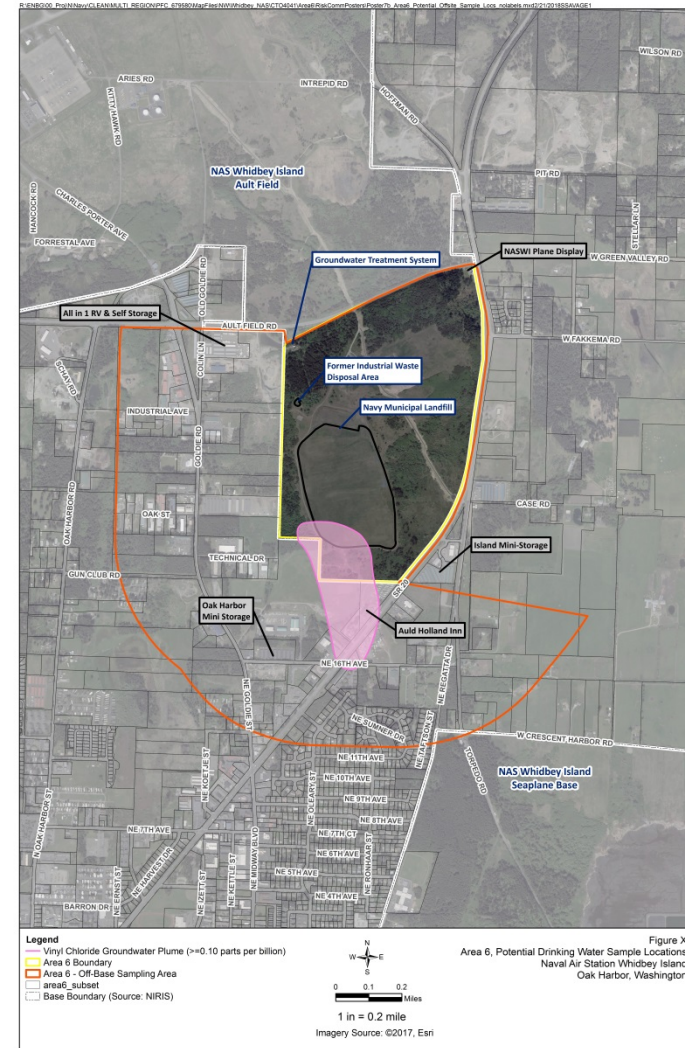 R:\ENBG\00_Proj\N\Navy\CLEAN\MULTI_REGION\PFC_679580\MapFiles\NW\Whidbey_NAS\CTO4041\Area6\RiskCommPosters\Poster7b_Area6_Potential_Offsite_Sample_Locs_nolabels.mxd2/21/2018SSAVAGE1
WILSON RD
ARIES RD
INTREPID RD
KITTY HAWK RD
HOFFMAN RD
NAS Whidbey Island
Ault Field
PIT RD
HANCOCK RD
CHARLES PORTER AVE
STELLAR LN
FORRESTAL AVE
NASWI Plane Display
W GREEN VALLEY RD
Groundwater Treatment System
OLD GOLDIE RD
All in 1 RV & Self Storage
AULT FIELD RD
W FAKKEMA RD
COLIN LN
SCHAY RD
Former Industrial Waste
Disposal Area
INDUSTRIAL AVE
Navy Municipal Landfill
GOLDIE RD
OAK HARBOR RD
OAK ST
CASE RD
TECHNICAL DR
Island Mini-Storage
GUN CLUB RD
SR 20
Oak Harbor
Mini Storage
Auld Holland Inn
NE 16TH AVE
NE REGATTA DR
NE GOLDIE ST
NE SUMNER DR
NE TAFTSON ST
W CRESCENT HARBOR RD
NE 11TH AVE
NE KOETJE ST
TORPEDO RD
NAS Whidbey Island
Seaplane Base
NE 10TH AVE
NE OLEARY ST
NE 9TH AVE
N OAK HARBOR ST
NE 8TH AVE
NE 7TH AVE
NE 7TH CT
NE HARVEST DR
NE MIDWAY BLVD
NE 6TH AVE
NE RONHAAR ST
NE KETTLE ST
NE 5TH AVE
NE ERNST ST
NE IZETT ST
NE 4TH AVE
BARRON DR
Legend
Vinyl Chloride Groundwater Plume (>=0.10 parts per billion)
Area 6 Boundary
Area 6 - Off-Base Sampling Area
area6_subset
Base Boundary (Source: NIRIS)
N
W E
S
0 0.1 0.2
Miles
1 in = 0.2 mile
Imagery Source: ©2017, Esri
Figure X
Area 6, Potential Drinking Water Sample Locations
Naval Air Station Whidbey Island
Oak Harbor, Washington